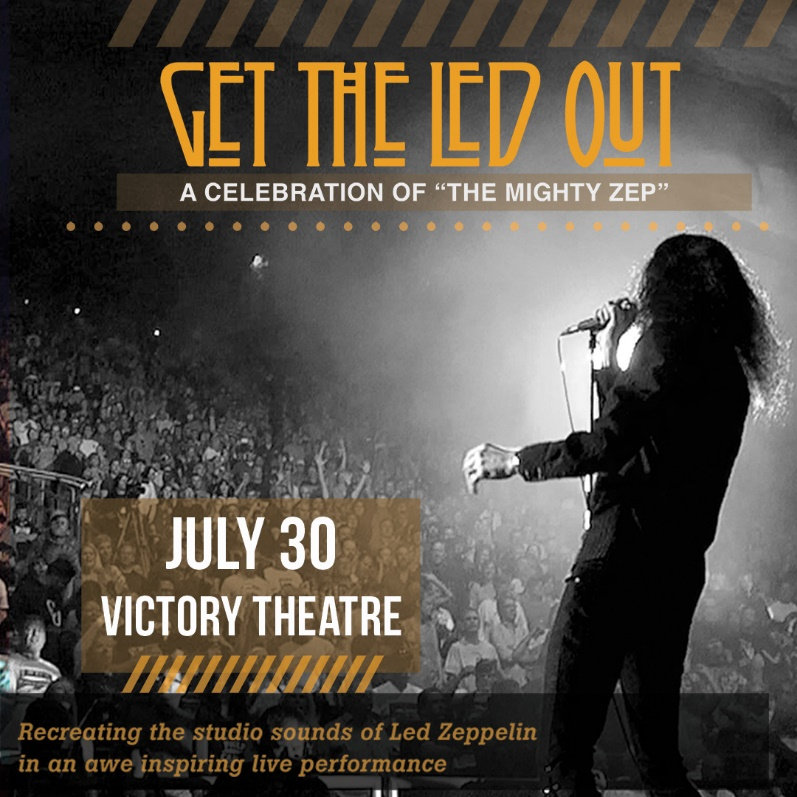 GET THE LED OUT
A CELEBRATION OF “THE MIGHTY ZEP”
JULY 30
VICTORY THEATRE
Recreating the studio sounds of Led Zeppelin
in an awe inspiring live performance